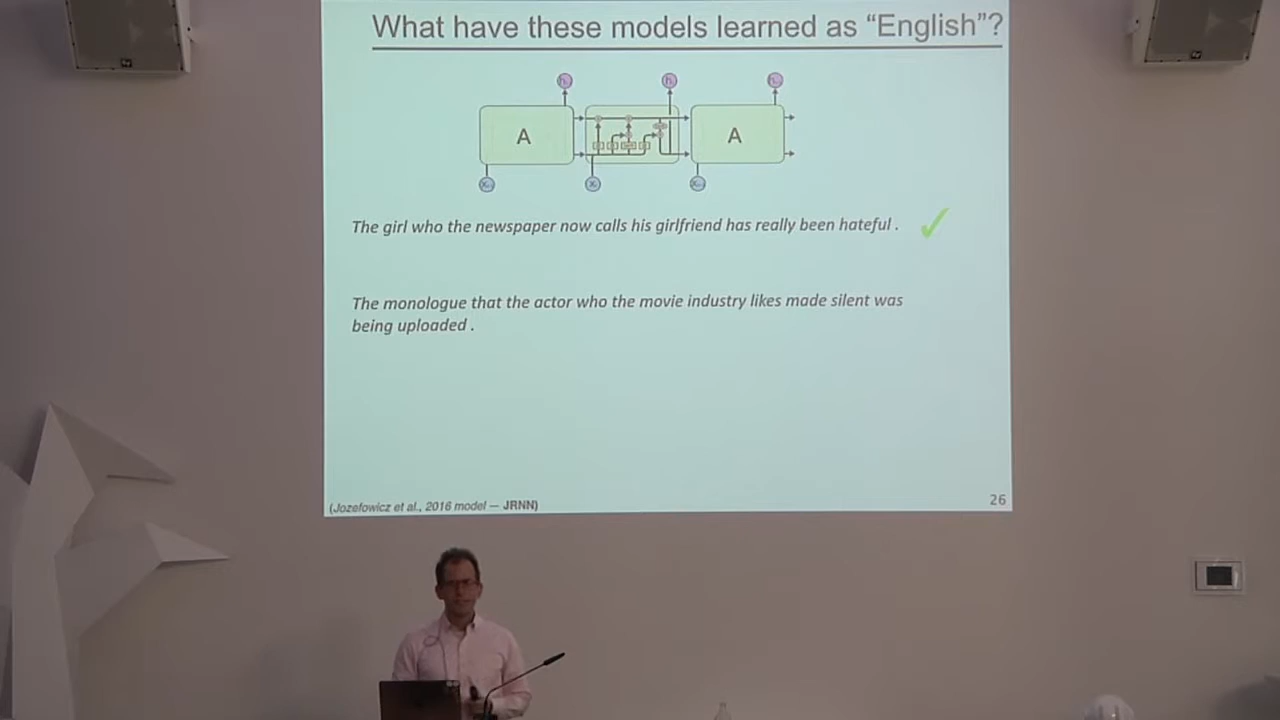 What have these models learned as “English”?
A
A
The girl who the newspaper now calls his girlfriend has really been hateful .
The monologue that the actor who the movie industry likes made silent was
being uploaded .
(Jozefowicz et al., 2016 model — JRNN)
26